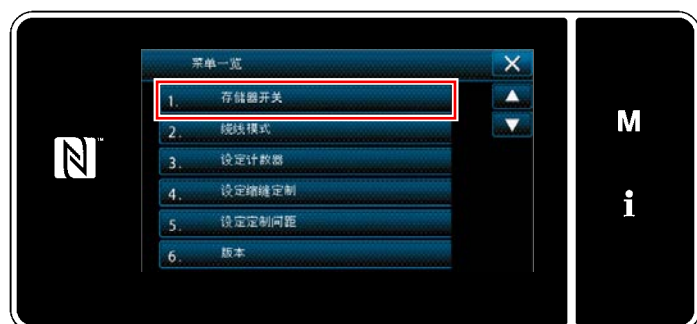 菜单一览
1. 存储器开关
2. 绕线模式
3. 设定计数器
4. 设定缩缝定制
5. 设定定制间距
6. 版本
M
i